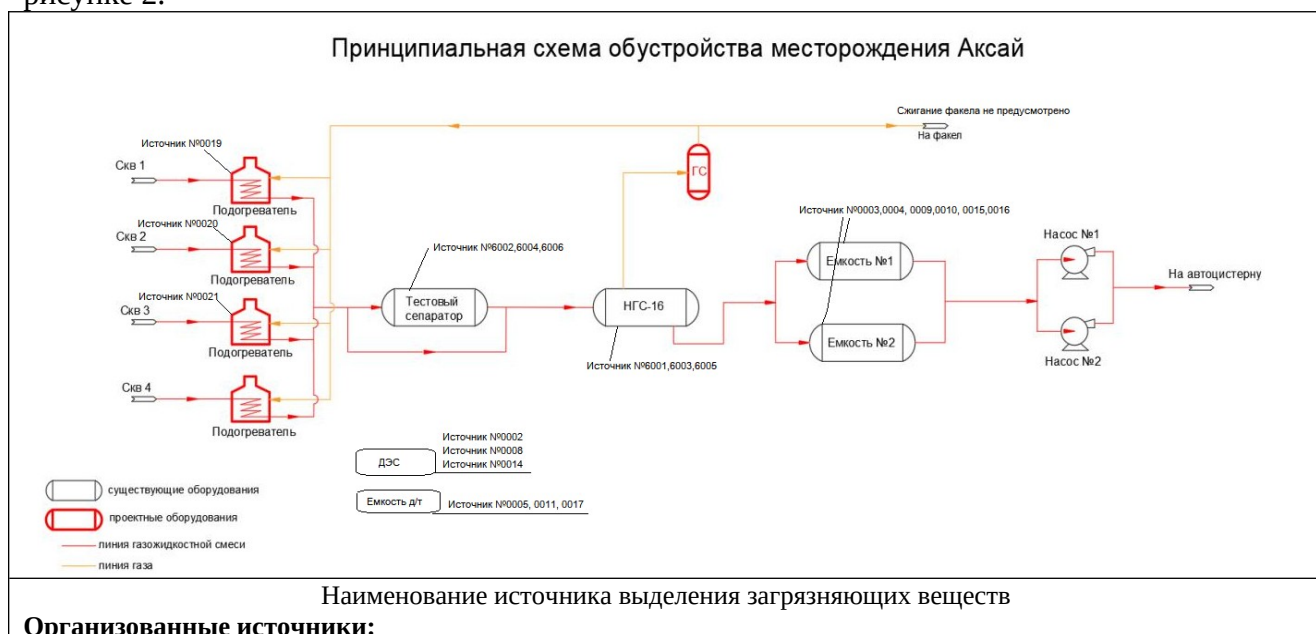 рисунке 2.
Принципиальная схема обустройства месторождения Аксай
Сжигание факела не предусмотрено
На факел
Источник №0019
Скв 1
Подогреватель
ГС
Источник №0020
Скв 2
Подогреватель
Источник №0021
Скв 3
Подогреватель
Скв 4
Подогреватель
Источник №6002,6004,6006
Тестовый
сепаратор
НГС-16
Источник №6001,6003,6005
Источник №0003,0004, 0009,0010, 0015,0016
Емкость №1
Емкость №2
Насос №1
Насос №2
На автоцистерну
ДЭС
Источник №0002
Источник №0008
Источник №0014
Емкость д/т
Источник №0005, 0011, 0017
существующие оборудования
проектные оборудования
линия газожидкостной смеси
линия газа
Наименование источника выделения загрязняющих веществ
Организованные источники: